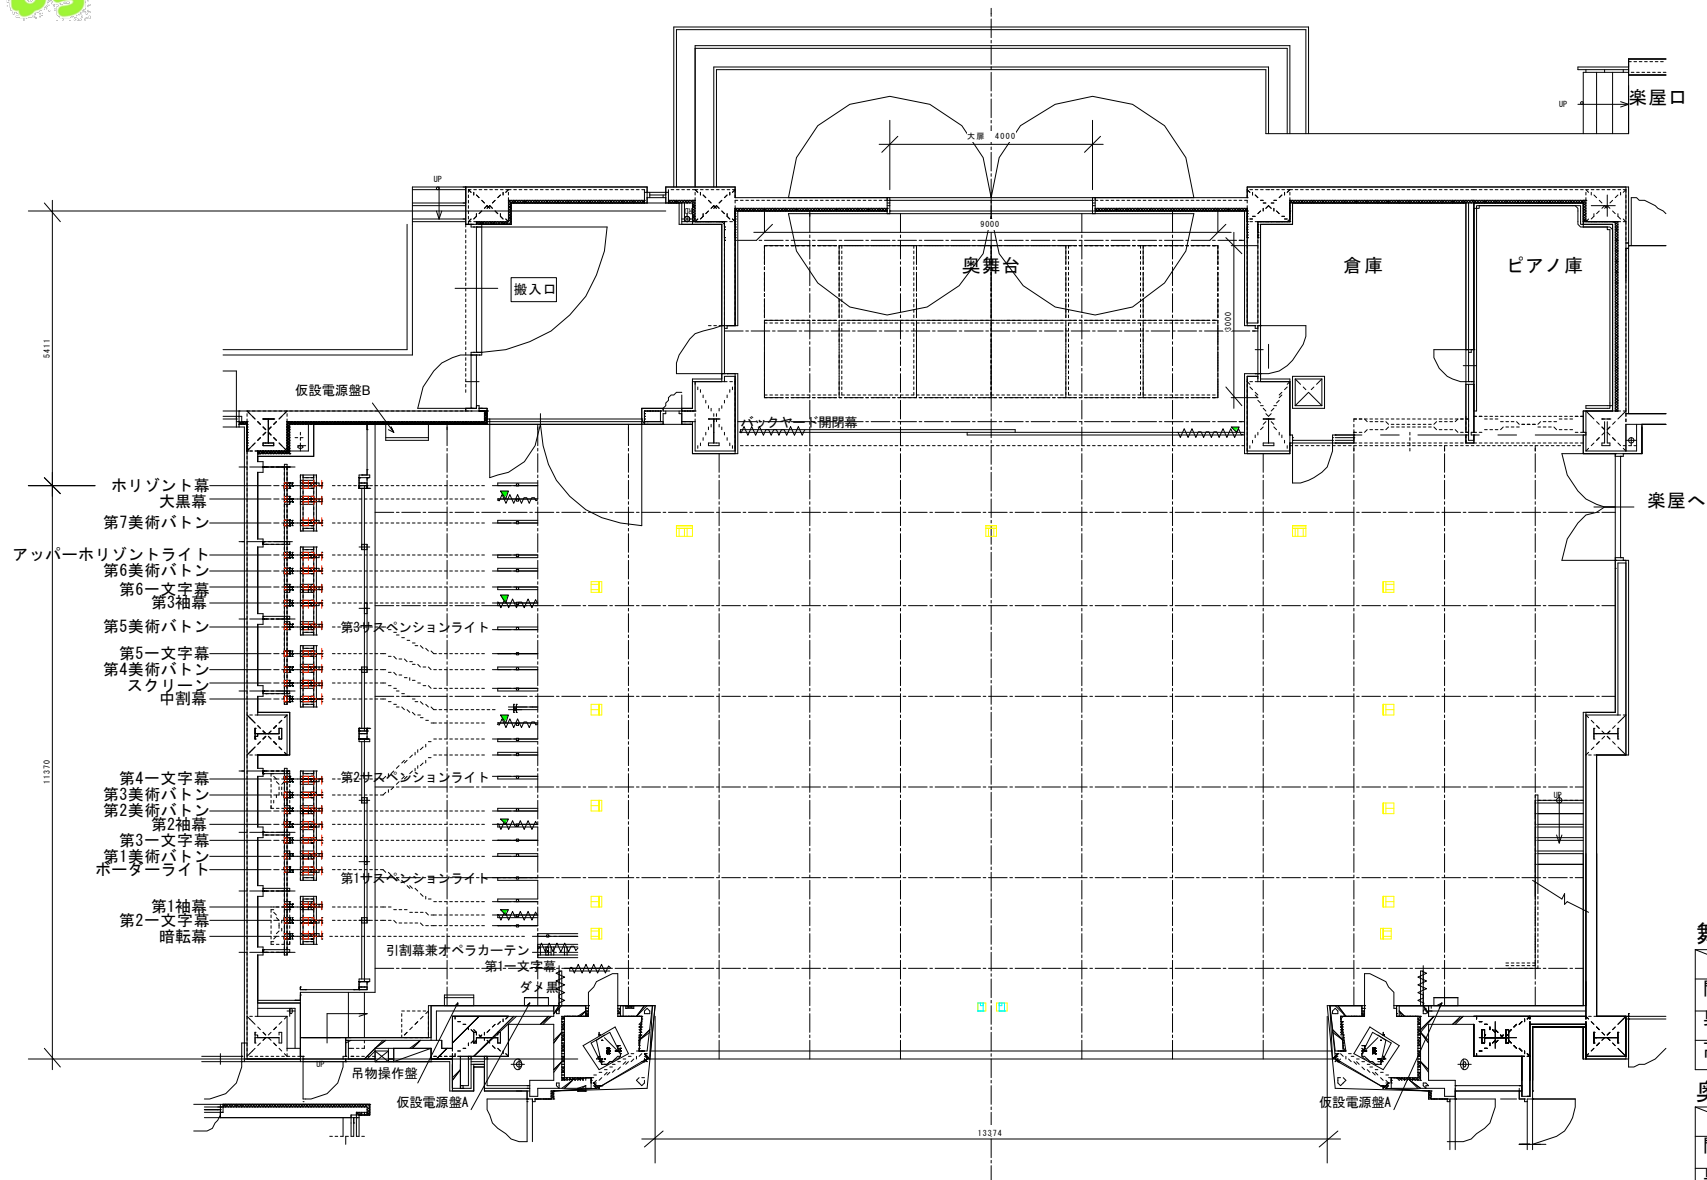 楽屋口
UP
大扉 4000
UP
9000
奥舞台
倉庫
ピアノ庫
搬入口
3000
5411
仮設電源盤B
バックヤード開閉幕
ホリゾント幕
大黒幕
楽屋へ
第7美術バトン
アッパーホリゾントライト
第6美術バトン
第6一文字幕
第3袖幕
第5美術バトン
第3サスペンションライト
第5一文字幕
第4美術バトン
スクリーン
中割幕
11370
第4一文字幕
第2サスペンションライト
第3美術バトン
UP
第2美術バトン
第2袖幕
第3一文字幕
第1美術バトン
ボーダーライト
第1サスペンションライト
第1袖幕
第2一文字幕
暗転幕
引割幕兼オペラカーテン
第1一文字幕
ダメ黒
UP
吊物操作盤
仮設電源盤A
仮設電源盤A
13374